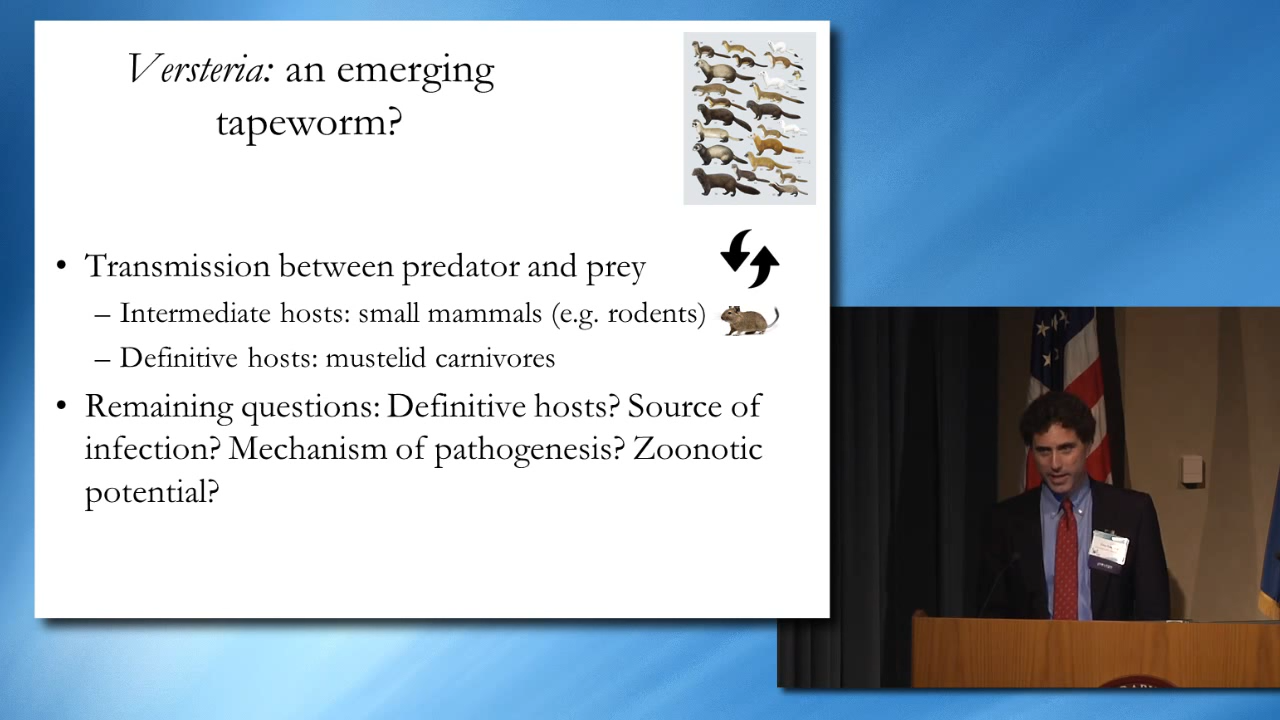 Versteria: an emerging
tapeworm?
• Transmission between predator and prey
– Intermediate hosts: small mammals (e.g. rodents)
– Definitive hosts: mustelid carnivores
• Remaining questions: Definitive hosts? Source of
infection? Mechanism of pathogenesis? Zoonotic
potential?